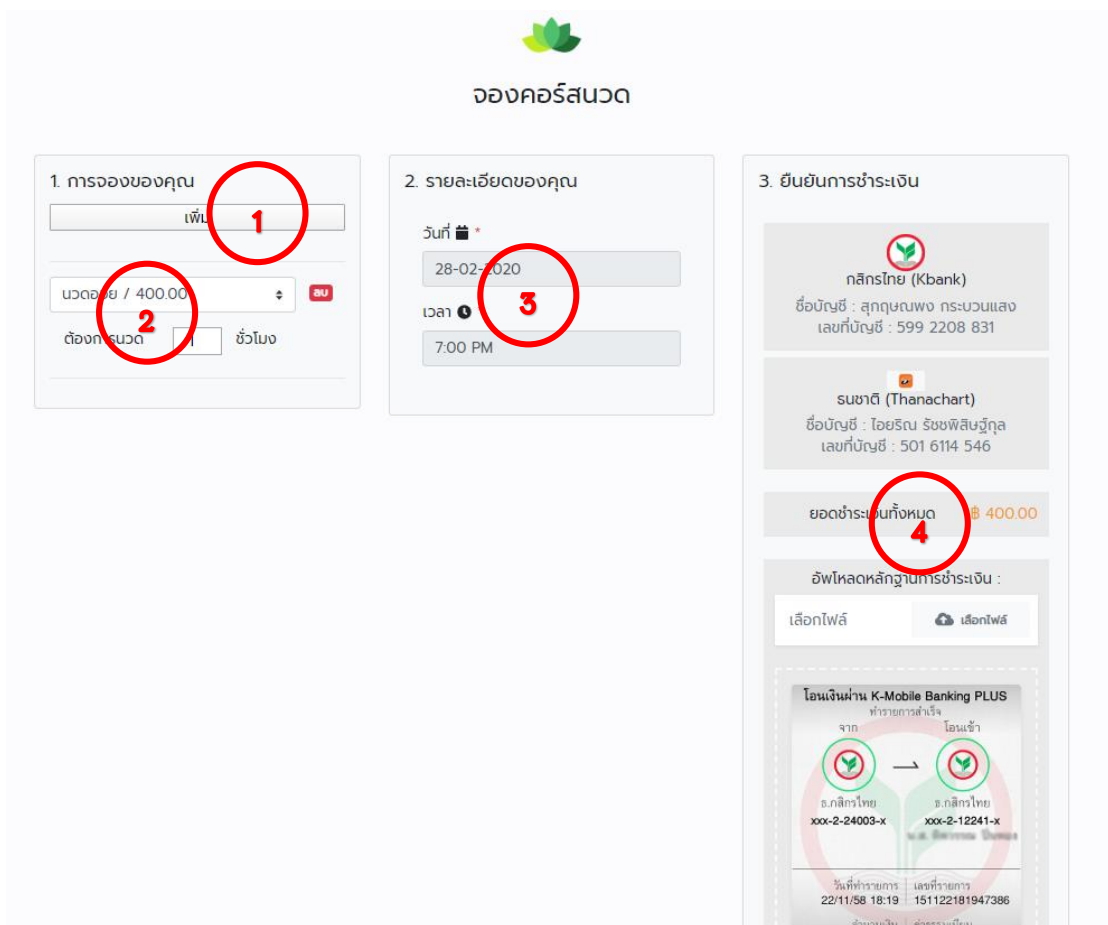 จองคอร์สนวด
1. การจองของคุณ
เพิ่ม
1
นวดอโรย / 400.00
ลบ
2
ต้องการนวด 1 ชั่วโมง
2. รายละเอียดของคุณ
วันที่ *
28-02-2020
3
เวลา
7:00 PM
3. ยืนยันการชำระเงิน
กสิกรไทย (Kbank)
ชื่อบัญชี : สุกฤษณพง กระบวนแสง
เลขที่บัญชี : 599 2208 831
ธนชาติ (Thanachart)
ชื่อบัญชี : ไอยริณ รัชชพิสิษฐ์กุล
เลขที่บัญชี : 501 6114 546
ยอดชำระเงินทั้งหมด ฿ 400.00
4
อัพโหลดหลักฐานการชำระเงิน :
เลือกไฟล์ เลือกไฟล์
โอนเงินผ่าน K-Mobile Banking PLUS
ทำรายการสำเร็จ
จาก โอนเข้า
ธ.กสิกรไทย ธ.กสิกรไทย
xxx-2-24003-x xxx-2-12241-x
วันที่ทำรายการ เลขที่รายการ
22/11/58 18:19 151122181947386